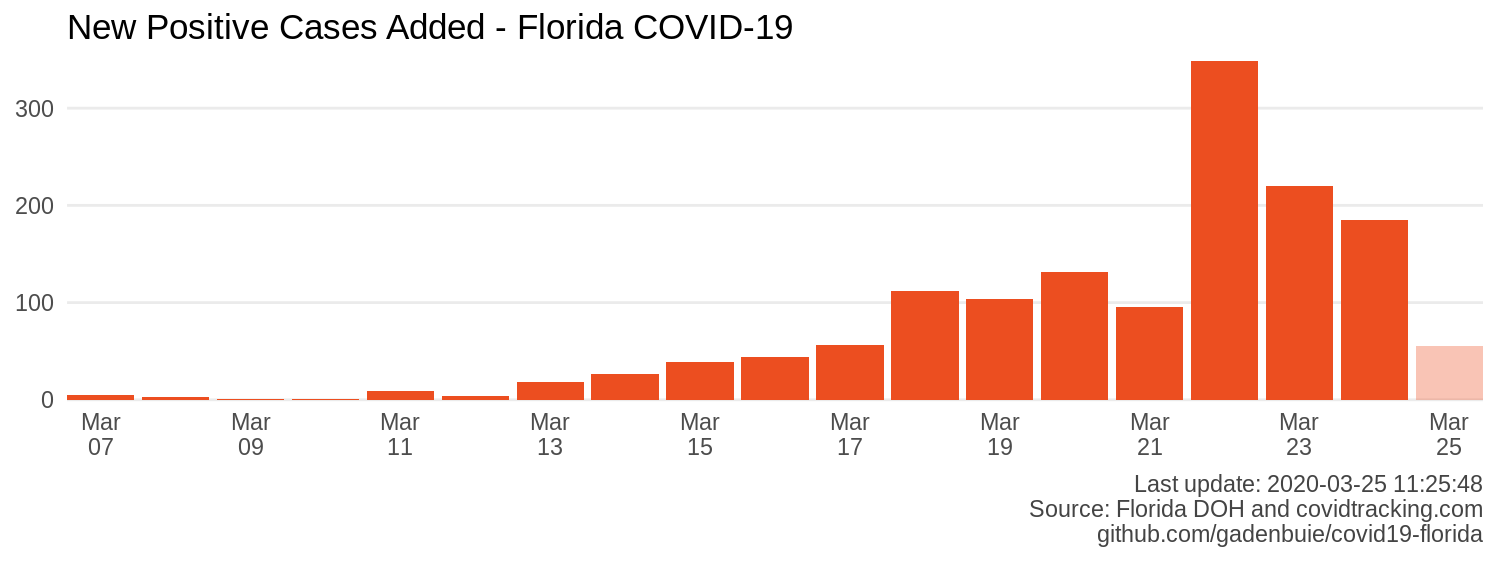 New Positive Cases Added - Florida COVID-19
300
200
100
0
Mar Mar Mar Mar Mar Mar Mar Mar Mar Mar
07 09 11 13 15 17 19 21 23 25
Last update: 2020-03-25 11:25:48
Source: Florida DOH and covidtracking.com
github.com/gadenbuie/covid19-florida